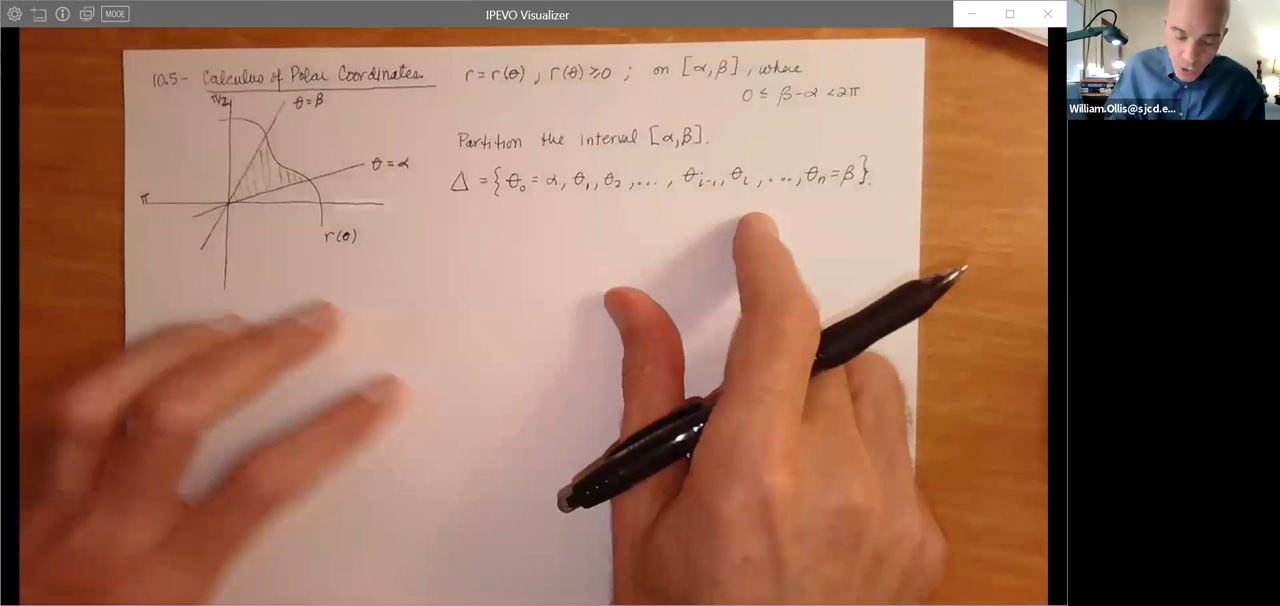 IPEVO Visualizer
MODE
William.Ollis@sjcd.e...
10.5- Calculus of Polar Coordinates.
r = r(θ) , r(θ) ≥ 0 ; on [α,β] , where
0 ≤ β-α < 2π
π/2
θ=β
Partition the interval [α,β].
θ=α
Δ = {θ₀ = α, θ₁, θ₂ ,..., θᵢ₋₁, θᵢ ,..., θₙ = β}.
π
r(θ)